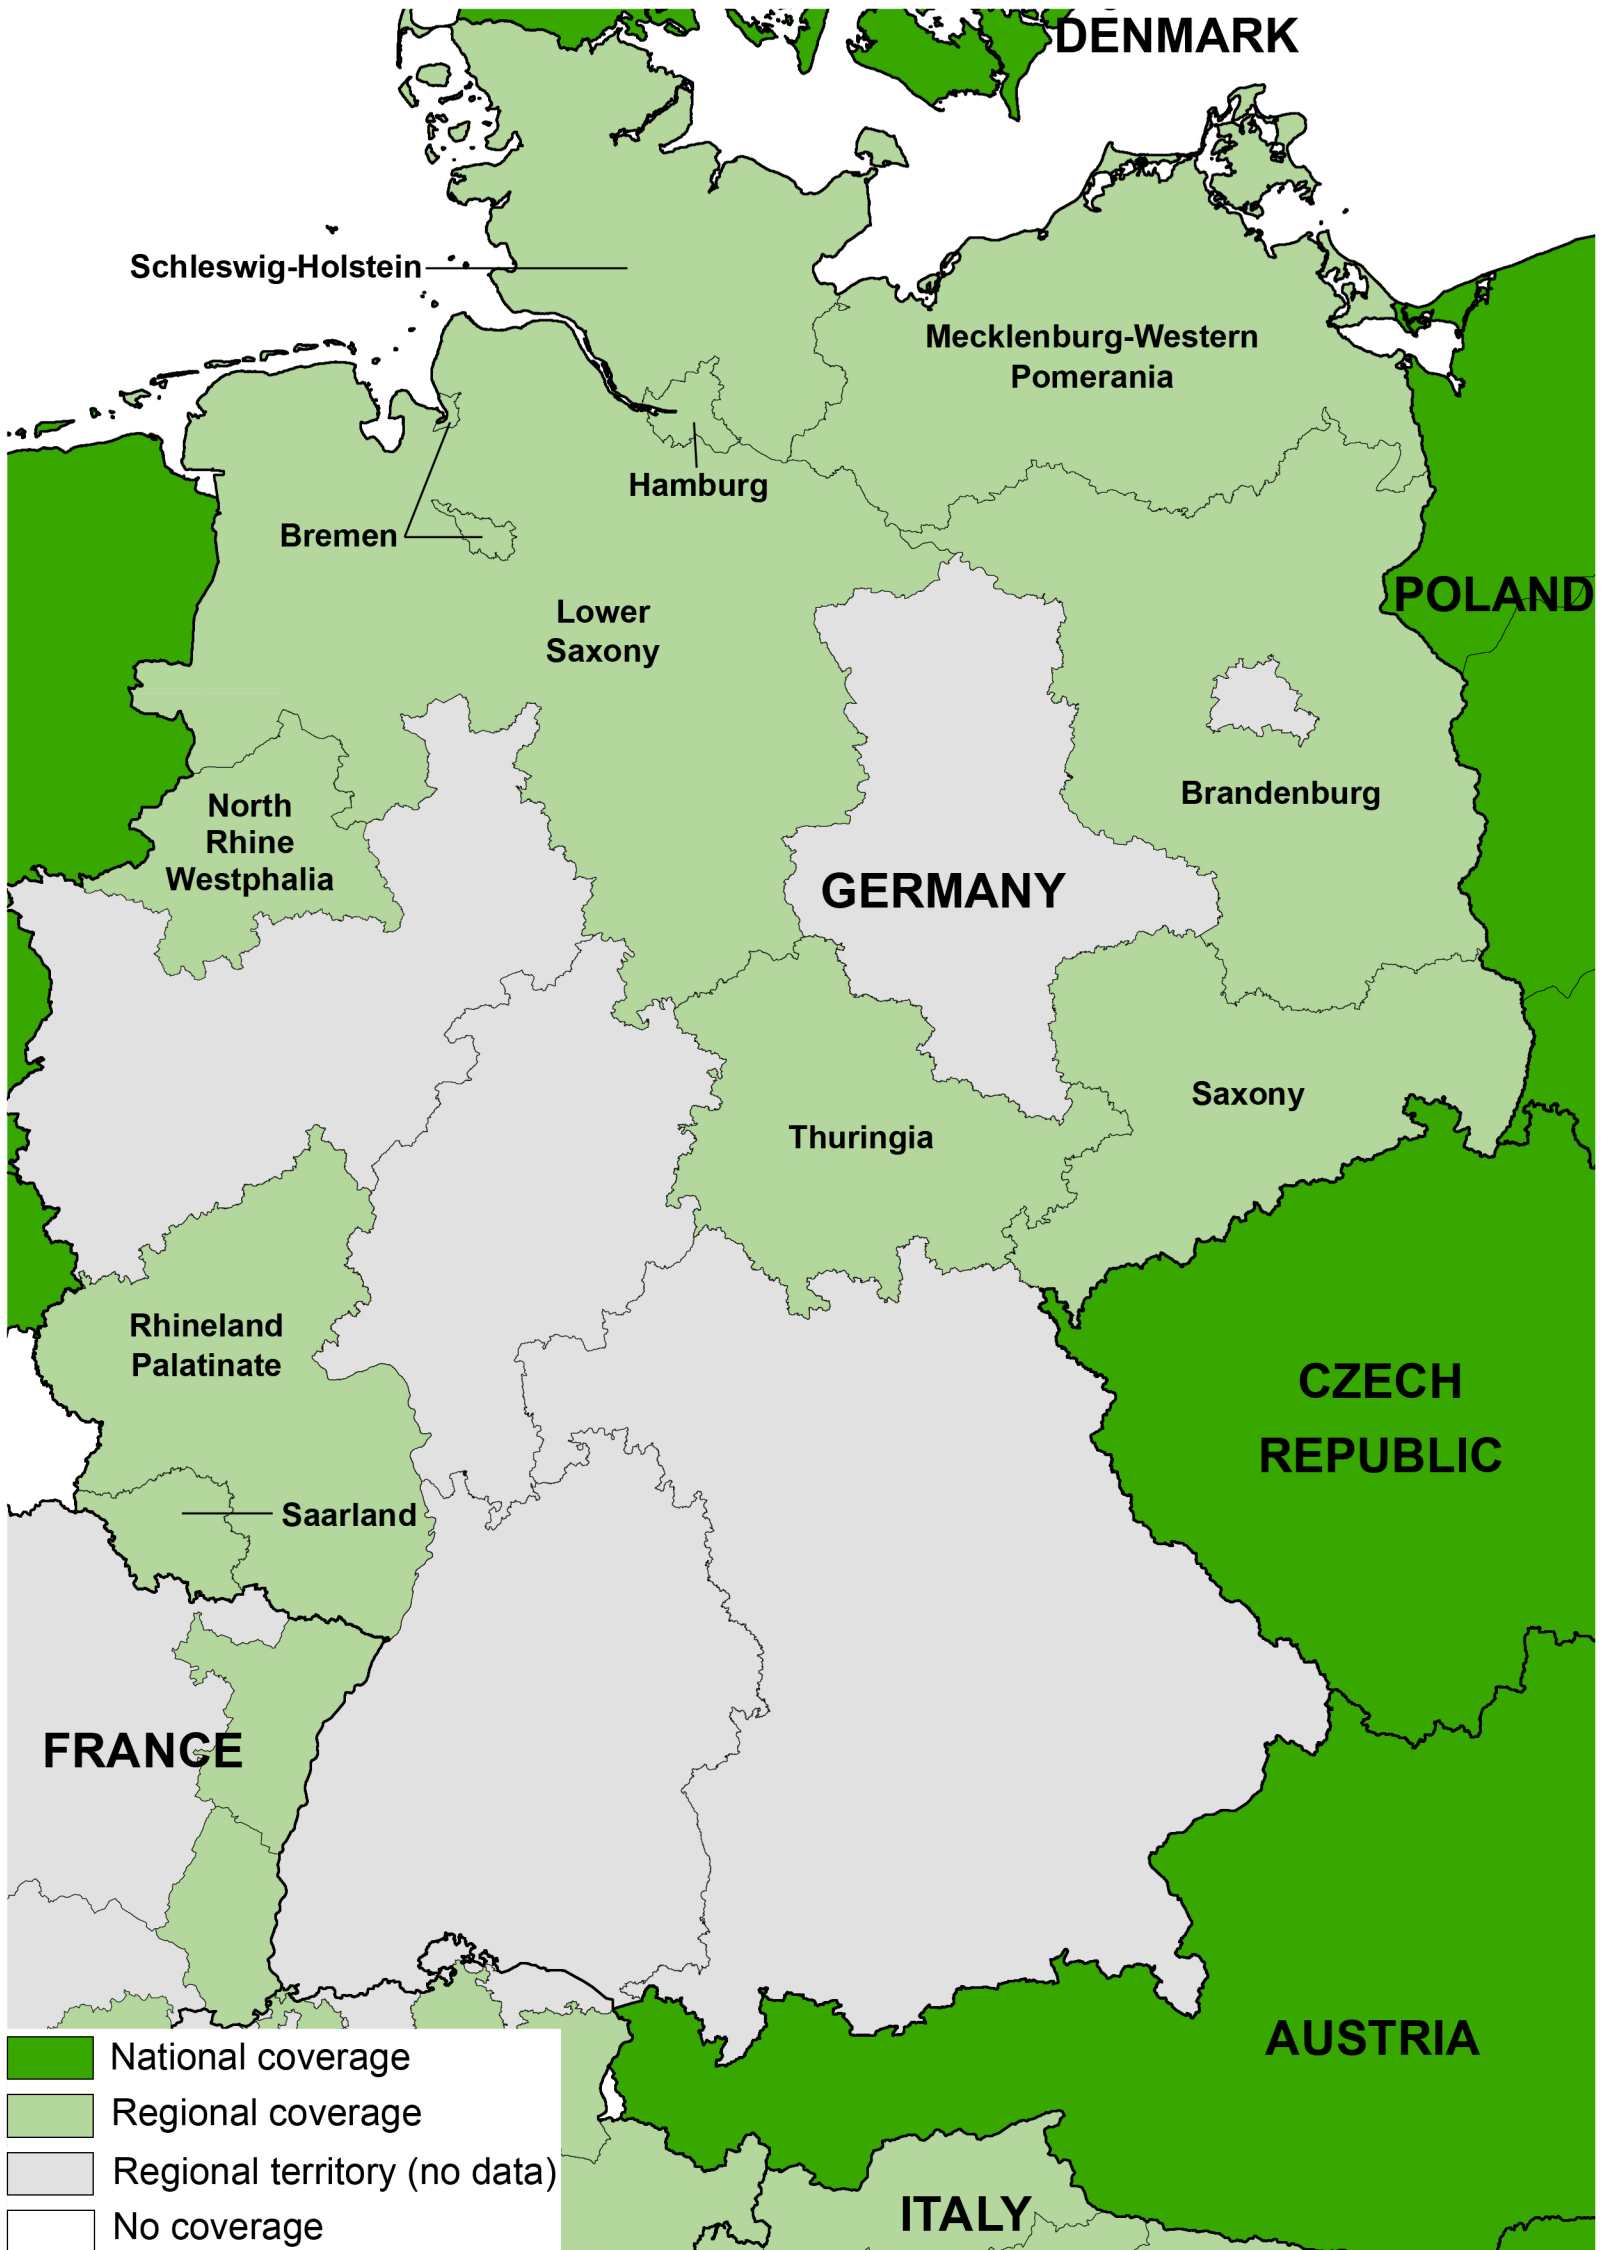 DENMARK
Schleswig-Holstein
Mecklenburg-Western
Pomerania
Hamburg
Bremen
POLAND
Lower
Saxony
Brandenburg
North
Rhine
Westphalia
GERMANY
Saxony
Thuringia
Rhineland
Palatinate
CZECH
REPUBLIC
Saarland
FRANCE
AUSTRIA
ITALY
National coverage
Regional coverage
Regional territory (no data)
No coverage